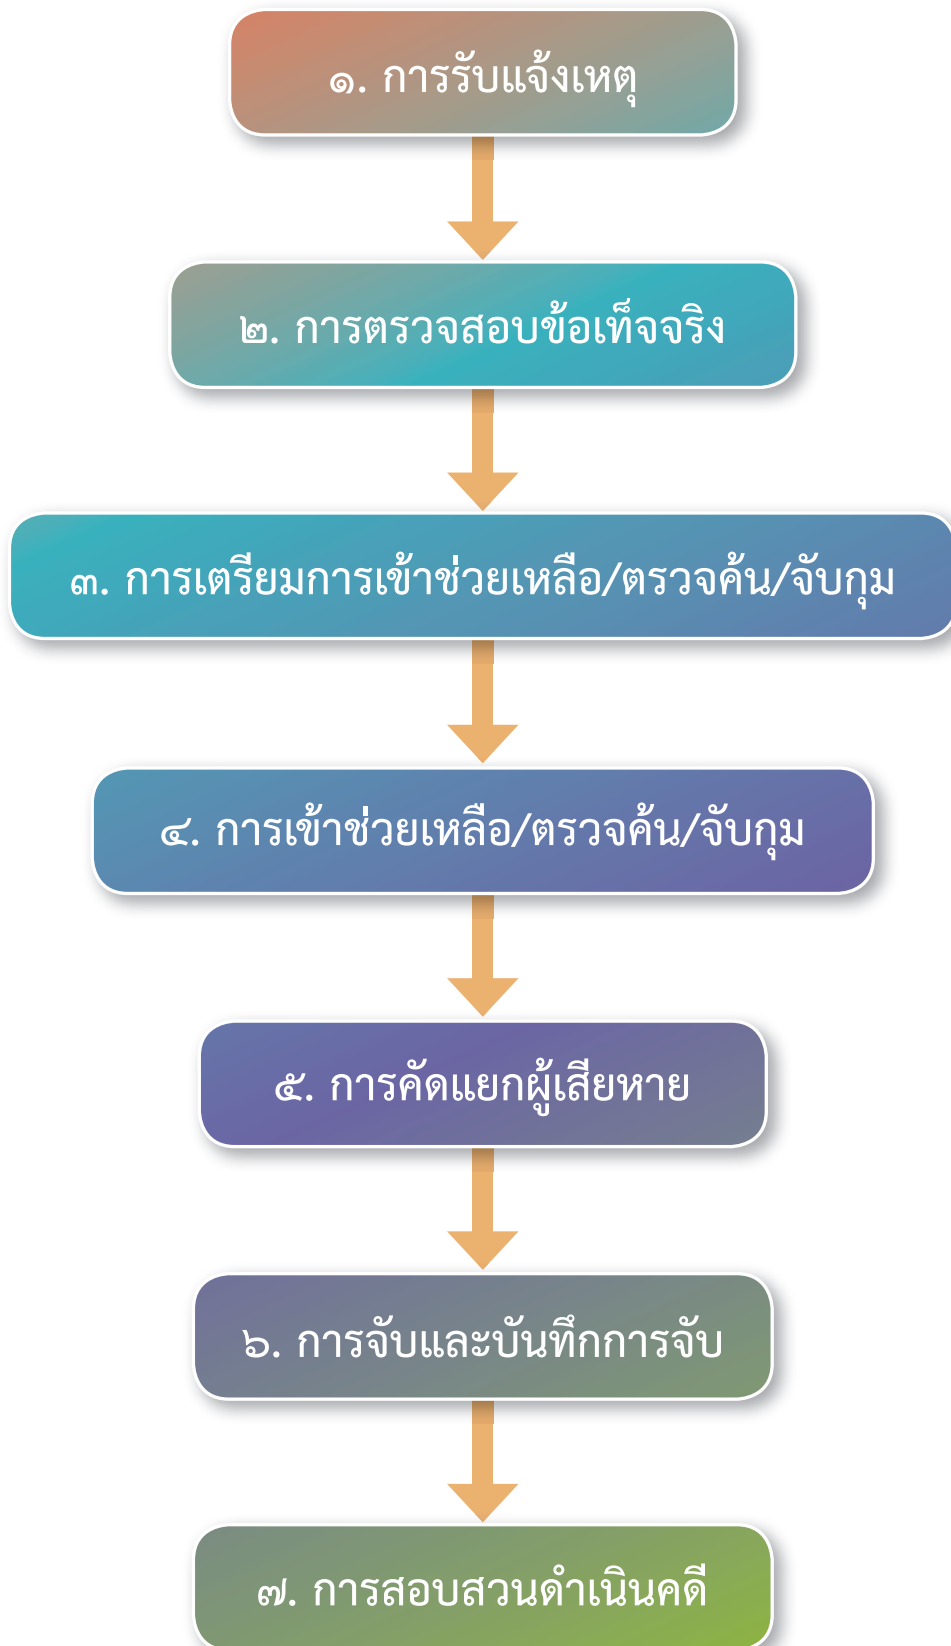 ๑. การรับแจ้งเหตุ
๒. การตรวจสอบข้อเท็จจริง
๓. การเตรียมการเข้าช่วยเหลือ/ตรวจค้น/จับกุม
๔. การเข้าช่วยเหลือ/ตรวจค้น/จับกุม
๕. การคัดแยกผู้เสียหาย
๖. การจับและบันทึกการจับ
๗. การสอบสวนดำเนินคดี